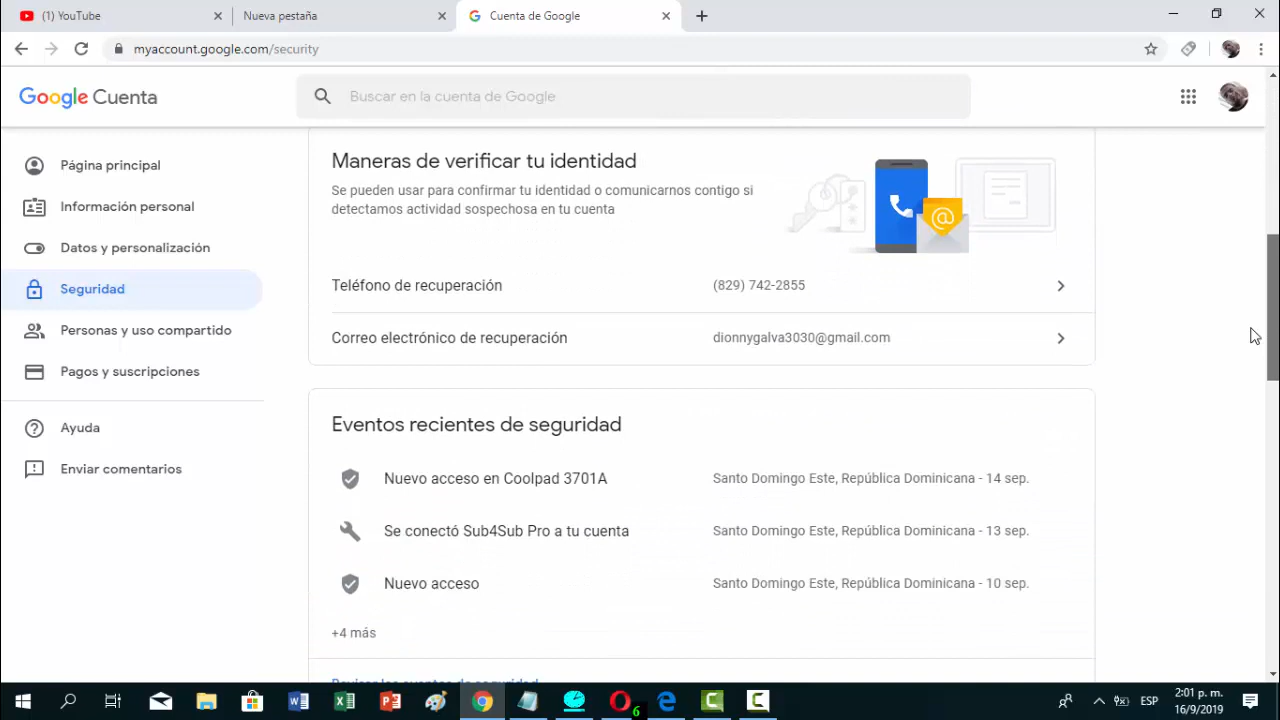 (1) YouTube
Nueva pestaña
Cuenta de Google
myaccount.google.com/security
Google Cuenta
Buscar en la cuenta de Google
Página principal
Información personal
Datos y personalización
Seguridad
Personas y uso compartido
Pagos y suscripciones
Ayuda
Enviar comentarios
Maneras de verificar tu identidad
Se pueden usar para confirmar tu identidad o comunicarnos contigo si
detectamos actividad sospechosa en tu cuenta
Teléfono de recuperación (829) 742-2855
Correo electrónico de recuperación dionnygalva3030@gmail.com
Eventos recientes de seguridad
Nuevo acceso en Coolpad 3701A Santo Domingo Este, República Dominicana - 14 sep.
Se conectó Sub4Sub Pro a tu cuenta Santo Domingo Este, República Dominicana - 13 sep.
Nuevo acceso Santo Domingo Este, República Dominicana - 10 sep.
+4 más
Revisar los eventos de seguridad
6
ESP
2:01 p. m.
16/9/2019